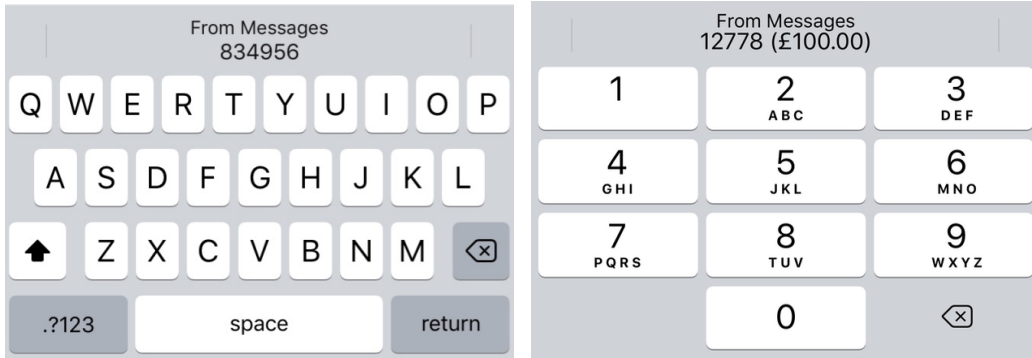 From Messages
834956
Q W E R T Y U I O P
A S D F G H J K L
Z X C V B N M
.?123 space return
From Messages
12778 (£100.00)
1 2 3
ABC DEF
4 5 6
GHI JKL MNO
7 8 9
PQRS TUV WXYZ
0